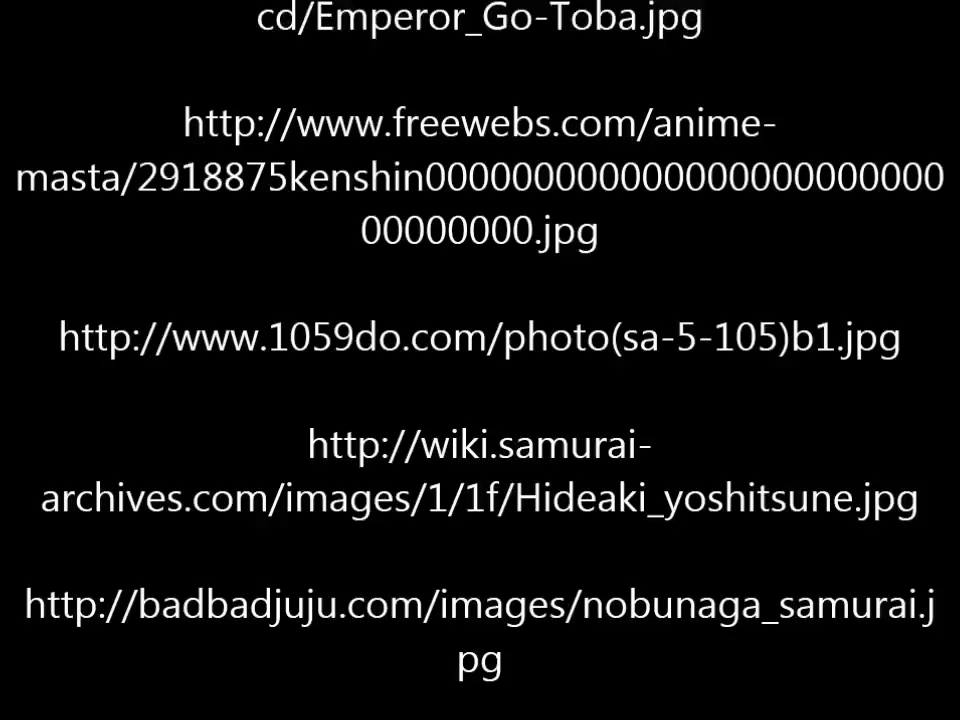 cd/Emperor_Go-Toba.jpg
http://www.freewebs.com/anime-
masta/2918875kenshin000000000000000000000000
00000000.jpg
http://www.1059do.com/photo(sa-5-105)b1.jpg
http://wiki.samurai-
archives.com/images/1/1f/Hideaki_yoshitsune.jpg
http://badbadjuju.com/images/nobunaga_samurai.j
pg